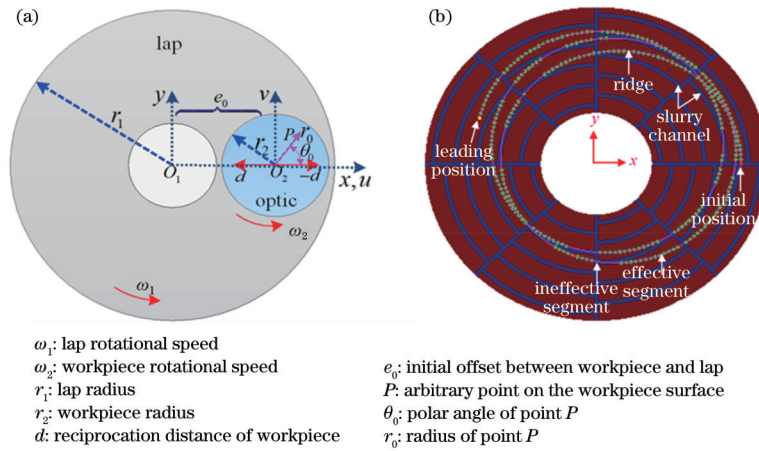 (a)
lap
r₁
y
e₀
v
P
r₀
r₂
θ₀
O₁
d
O₂
−d
x, u
optic
ω₂
ω₁
(b)
ridge
slurry
channel
leading
position
y
x
initial
position
ineffective
segment
effective
segment
ω₁: lap rotational speed
ω₂: workpiece rotational speed
r₁: lap radius
r₂: workpiece radius
d: reciprocation distance of workpiece
e₀: initial offset between workpiece and lap
P: arbitrary point on the workpiece surface
θ₀: polar angle of point P
r₀: radius of point P